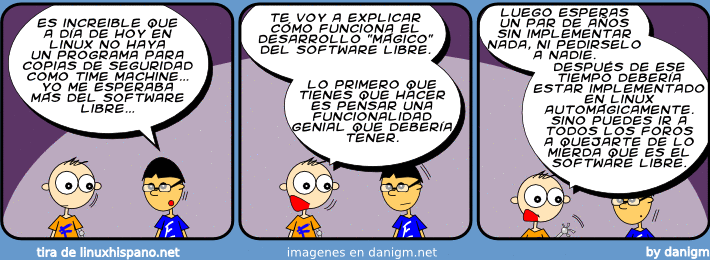 ES INCREIBLE QUE
A DÍA DE HOY EN
LINUX NO HAYA
UN PROGRAMA PARA
COPIAS DE SEGURIDAD
COMO TIME MACHINE...
YO ME ESPERABA
MÁS DEL SOFTWARE
LIBRE...
TE VOY A EXPLICAR
CÓMO FUNCIONA EL
DESARROLLO "MÁGICO"
DEL SOFTWARE LIBRE.
LO PRIMERO QUE
TIENES QUE HACER
ES PENSAR UNA
FUNCIONALIDAD
GENIAL QUE DEBERÍA
TENER.
LUEGO ESPERAS
UN PAR DE AÑOS
SIN IMPLEMENTAR
NADA, NI PEDIRSELO
A NADIE.
DESPUÉS DE ESE
TIEMPO DEBERÍA
ESTAR IMPLEMENTADO
EN LINUX
AUTOMÁGICAMENTE.
SINO PUEDES IR A
TODOS LOS FOROS
A QUEJARTE DE LO
MIERDA QUE ES EL
SOFTWARE LIBRE.
tira de linuxhispano.net
imagenes en danigm.net
by danigm